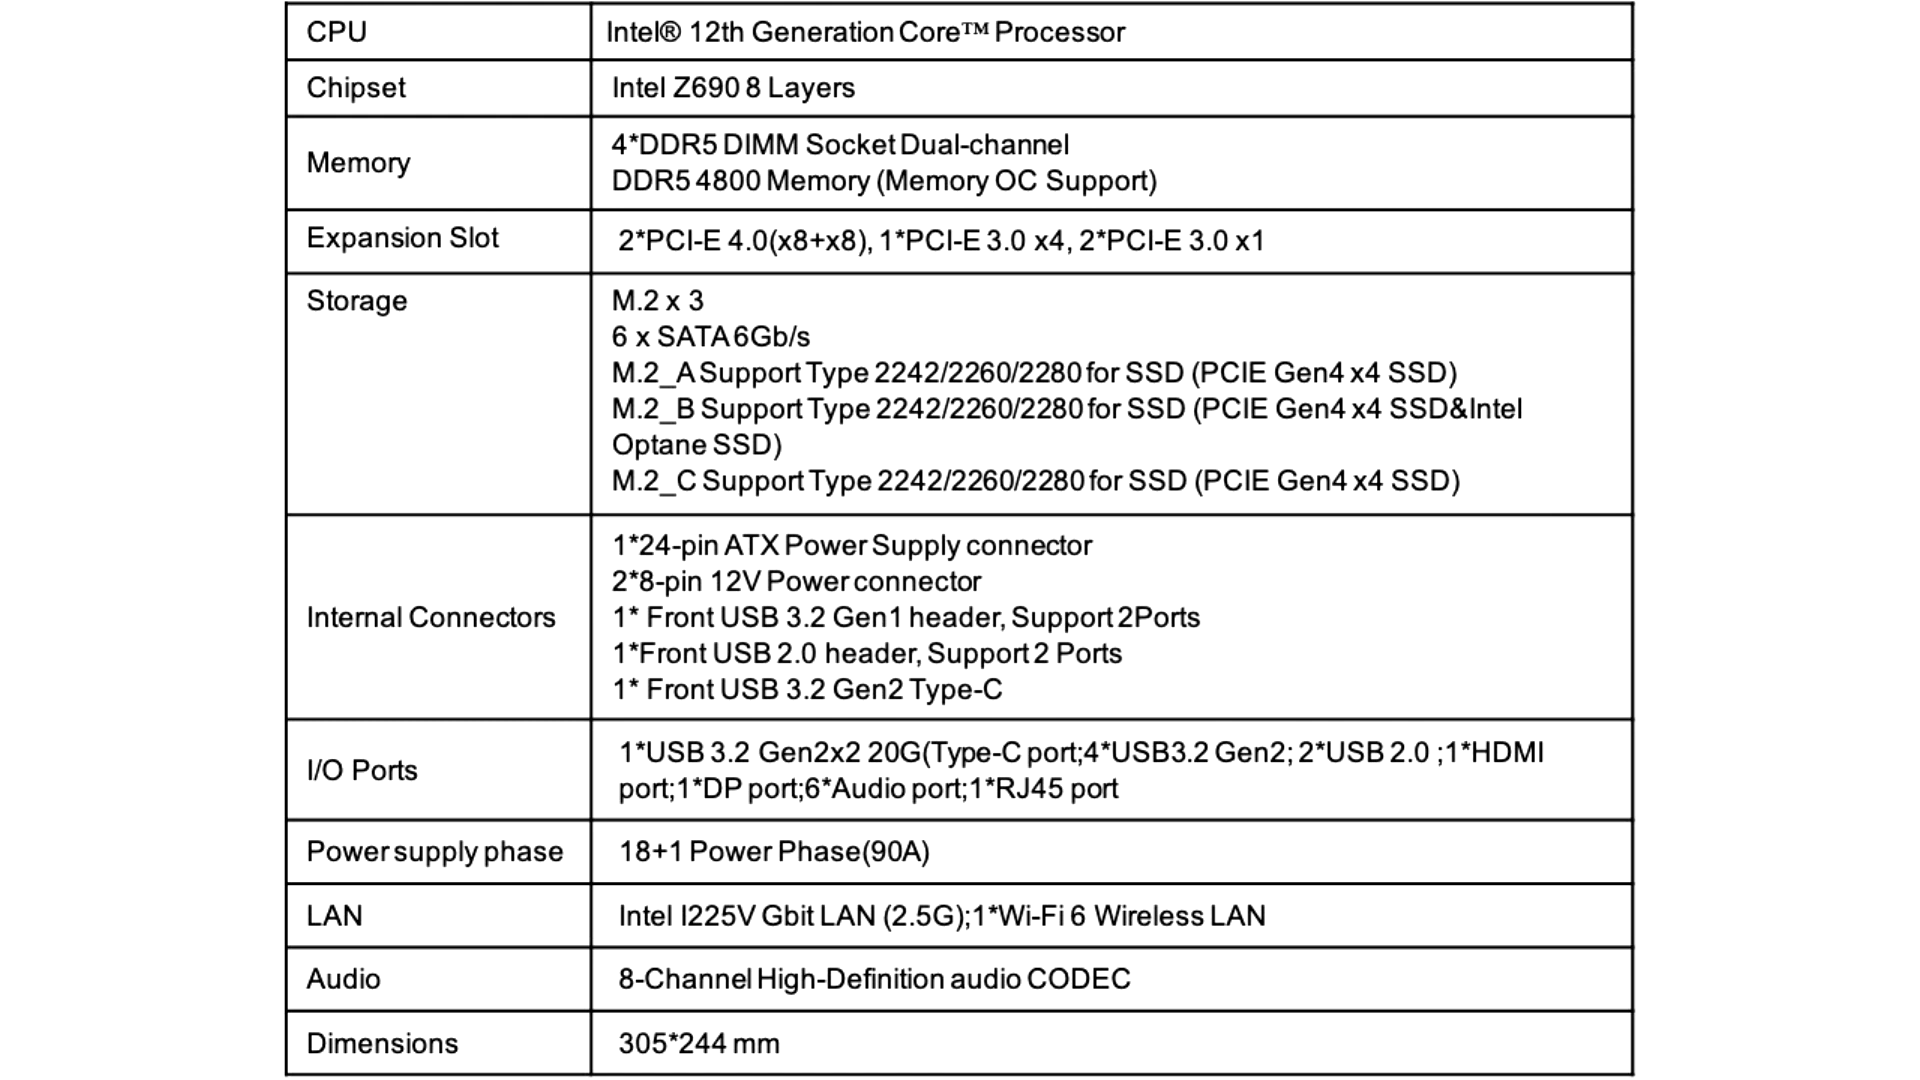 CPU
Intel® 12th Generation Core™ Processor
Chipset
Intel Z690 8 Layers
Memory
4*DDR5 DIMM Socket Dual-channel
DDR5 4800 Memory (Memory OC Support)
Expansion Slot
2*PCI-E 4.0(x8+x8), 1*PCI-E 3.0 x4, 2*PCI-E 3.0 x1
Storage
M.2 x 3
6 x SATA 6Gb/s
M.2_A Support Type 2242/2260/2280 for SSD (PCIE Gen4 x4 SSD)
M.2_B Support Type 2242/2260/2280 for SSD (PCIE Gen4 x4 SSD&Intel
Optane SSD)
M.2_C Support Type 2242/2260/2280 for SSD (PCIE Gen4 x4 SSD)
Internal Connectors
1*24-pin ATX Power Supply connector
2*8-pin 12V Power connector
1* Front USB 3.2 Gen1 header, Support 2Ports
1*Front USB 2.0 header, Support 2 Ports
1* Front USB 3.2 Gen2 Type-C
I/O Ports
1*USB 3.2 Gen2x2 20G(Type-C port;4*USB3.2 Gen2; 2*USB 2.0 ;1*HDMI
port;1*DP port;6*Audio port;1*RJ45 port
Power supply phase
18+1 Power Phase(90A)
LAN
Intel I225V Gbit LAN (2.5G);1*Wi-Fi 6 Wireless LAN
Audio
8-Channel High-Definition audio CODEC
Dimensions
305*244 mm